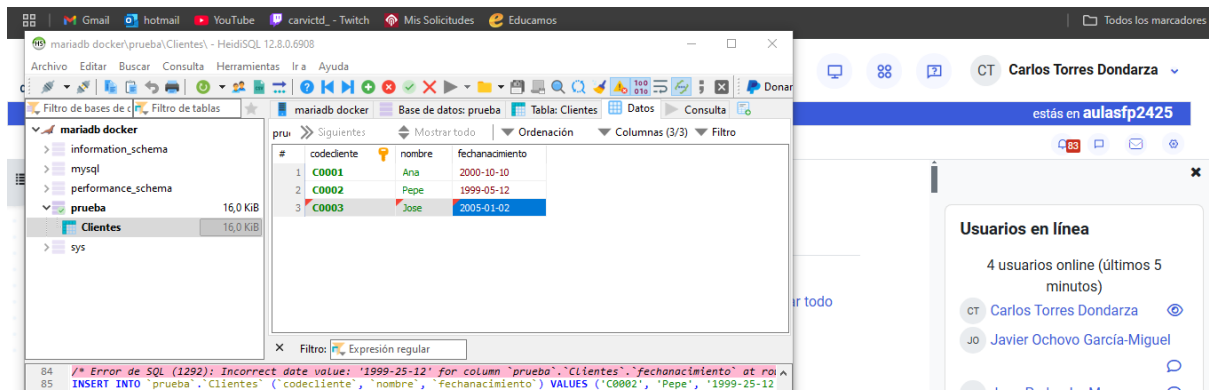 Gmail hotmail YouTube carvictd_ - Twitch Mis Solicitudes Educamos Todos los marcadores
mariadb docker\prueba\Clientes\ - HeidiSQL 12.8.0.6908
Archivo Editar Buscar Consulta Herramientas Ir a Ayuda
Donar
Filtro de bases de d Filtro de tablas
mariadb docker Base de datos: prueba Tabla: Clientes Datos Consulta
mariadb docker
information_schema
mysql
performance_schema
prueba 16,0 KiB
Clientes 16,0 KiB
sys
prue Siguientes Mostrar todo Ordenación Columnas (3/3) Filtro
# codecliente nombre fechanacimiento
1 C0001 Ana 2000-10-10
2 C0002 Pepe 1999-05-12
3 C0003 Jose 2005-01-02
Filtro: Expresión regular
84 /* Error de SQL (1292): Incorrect date value: '1999-25-12' for column `prueba`.`Clientes`.`fechanacimiento` at row
85 INSERT INTO `prueba`.`Clientes` (`codecliente`, `nombre`, `fechanacimiento`) VALUES ('C0002', 'Pepe', '1999-25-12
CT Carlos Torres Dondarza
estás en aulasfp2425
83
ar todo
Usuarios en línea
4 usuarios online (últimos 5
minutos)
CT Carlos Torres Dondarza
JO Javier Ochovo García-Miguel